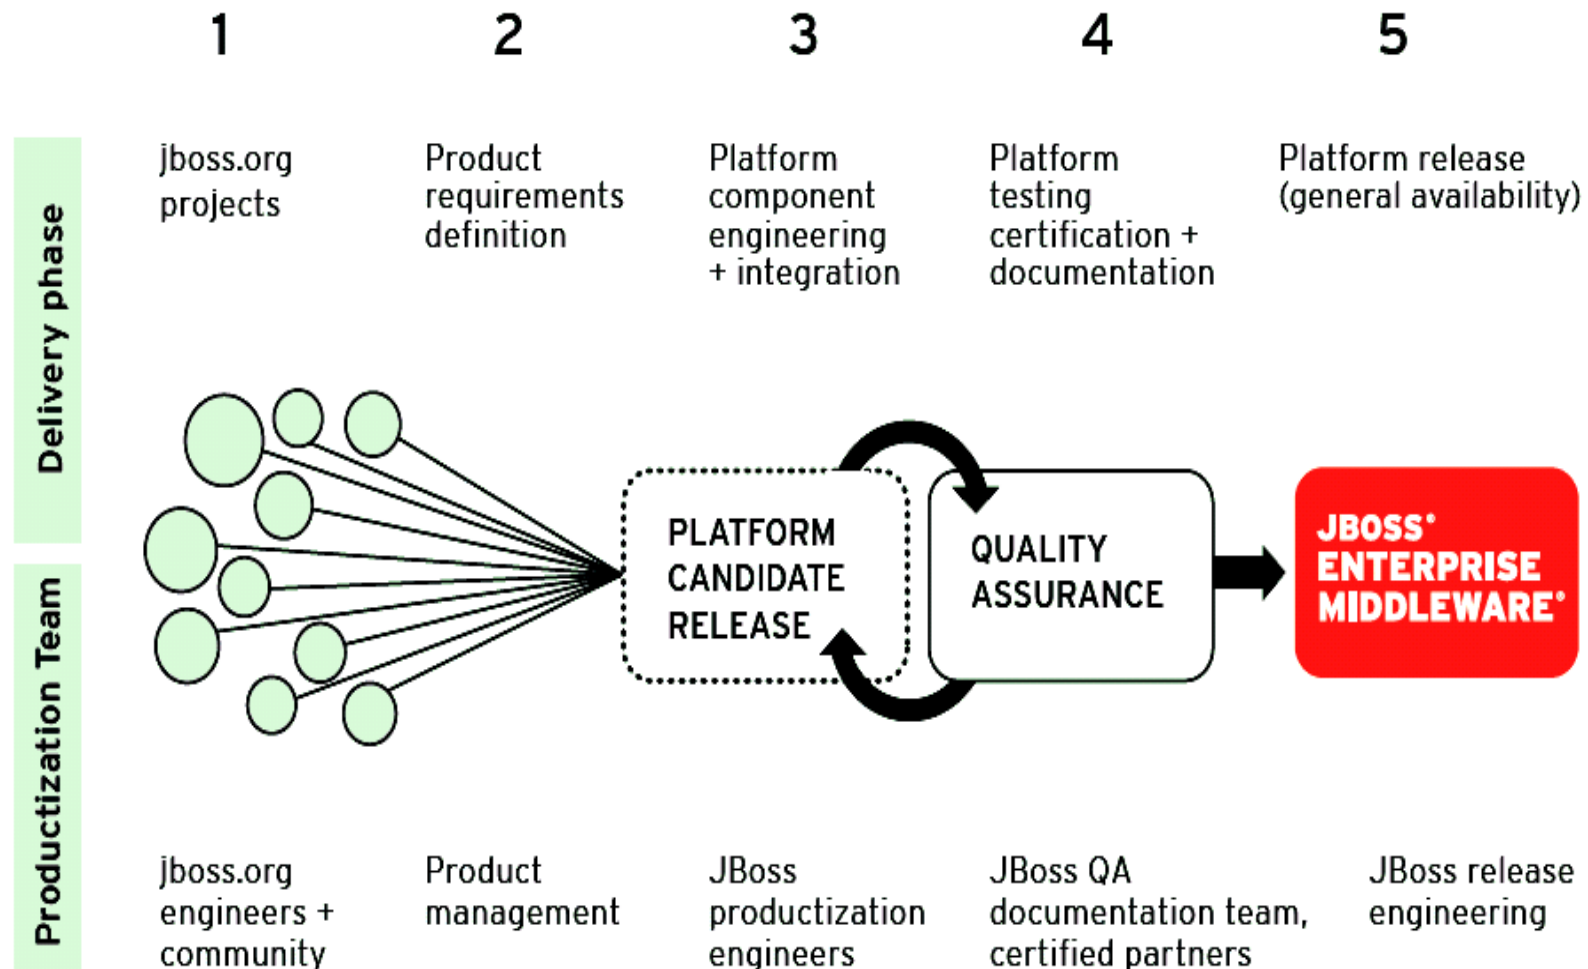 1
2
3
4
5
Delivery phase
jboss.org
projects
Product
requirements
definition
Platform
component
engineering
+ integration
Platform
testing
certification +
documentation
Platform release
(general availability)
PLATFORM
CANDIDATE
RELEASE
QUALITY
ASSURANCE
JBOSS®
ENTERPRISE
MIDDLEWARE®
Productization Team
jboss.org
engineers +
community
Product
management
JBoss
productization
engineers
JBoss QA
documentation team,
certified partners
JBoss release
engineering